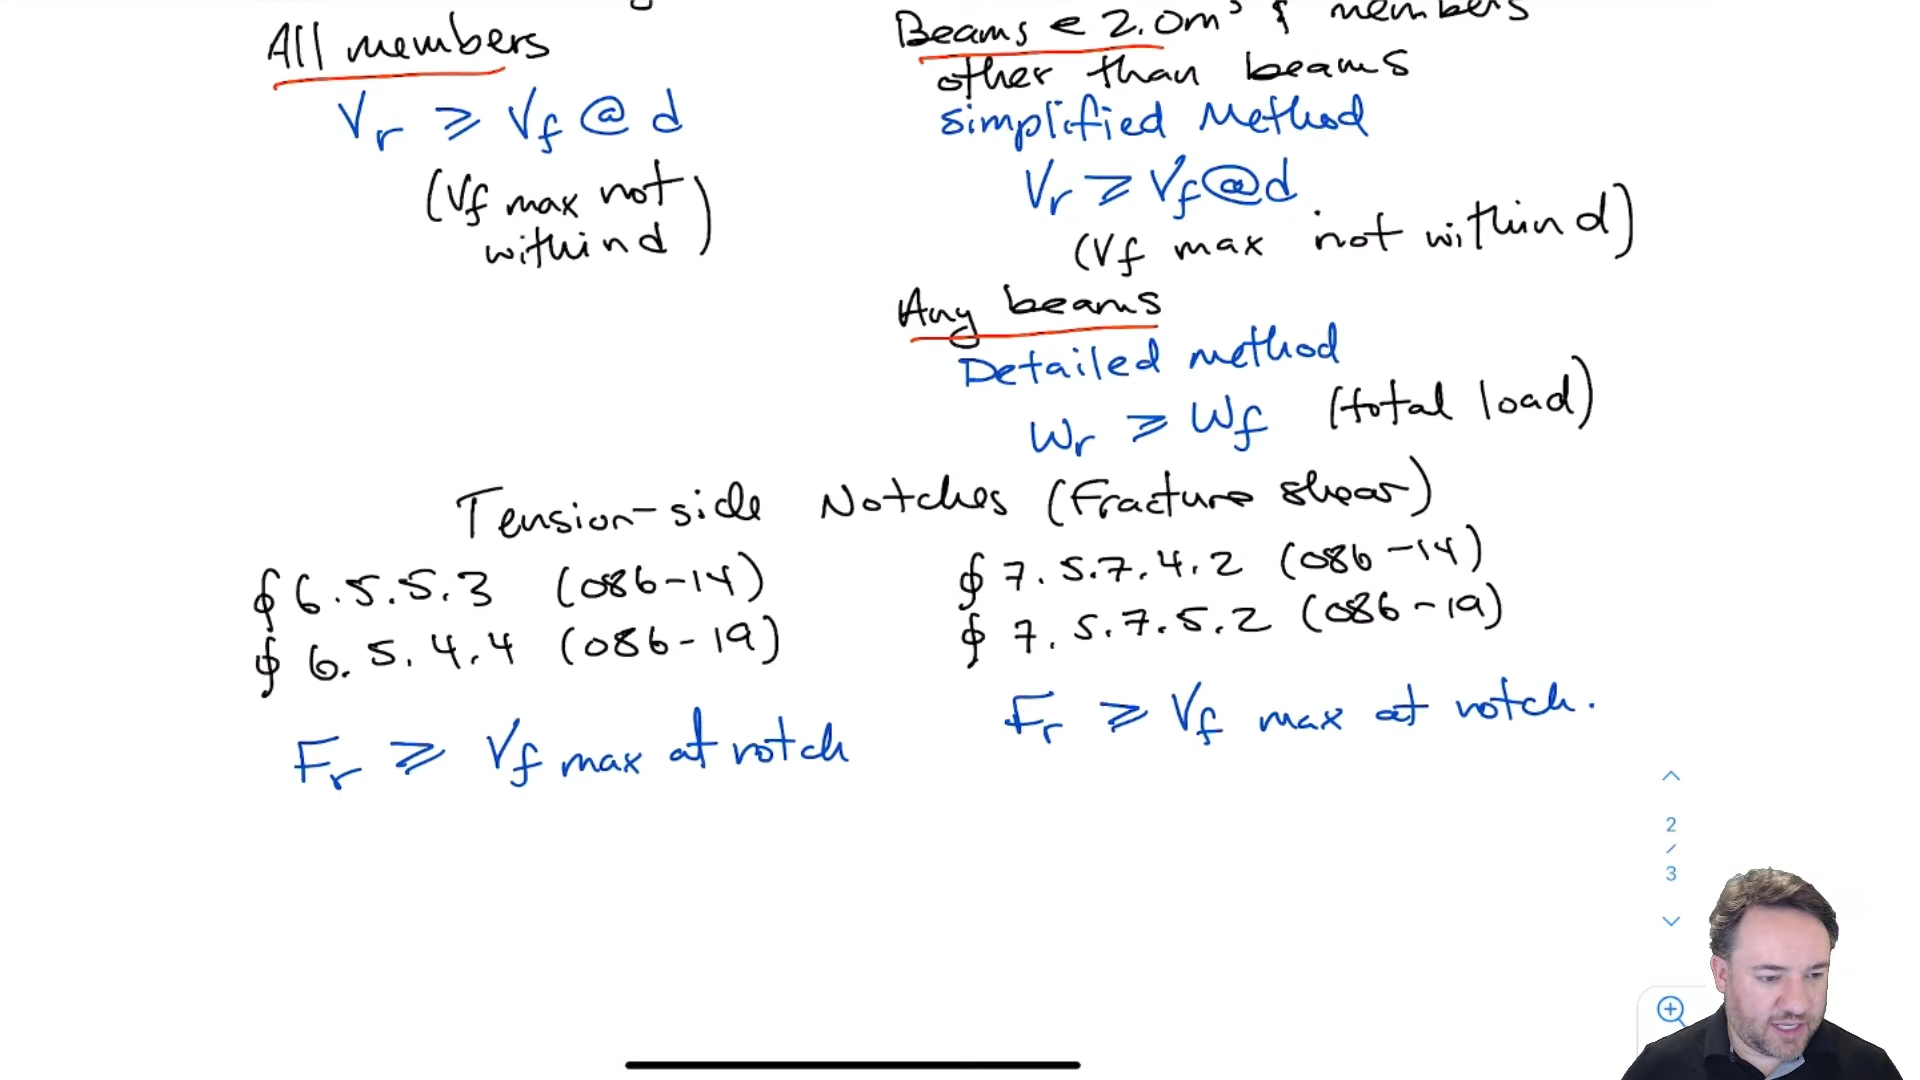 All members
Vr ⩾ Vf @ d
(Vf max not
within d)
Beams < 2.0m³ & members
other than beams
Simplified Method
Vr ⩾ Vf @ d
(Vf max not within d)
Any beams
Detailed method
Wr ⩾ Wf (total load)
Tension-side Notches (Fracture shear)
§ 6.5.5.3 (086-14)
§ 6.5.4.4 (086-19)
Fr ⩾ Vf max at notch
§ 7.5.7.4.2 (086-14)
§ 7.5.7.5.2 (086-19)
Fr ⩾ Vf max at notch.
2
/
3